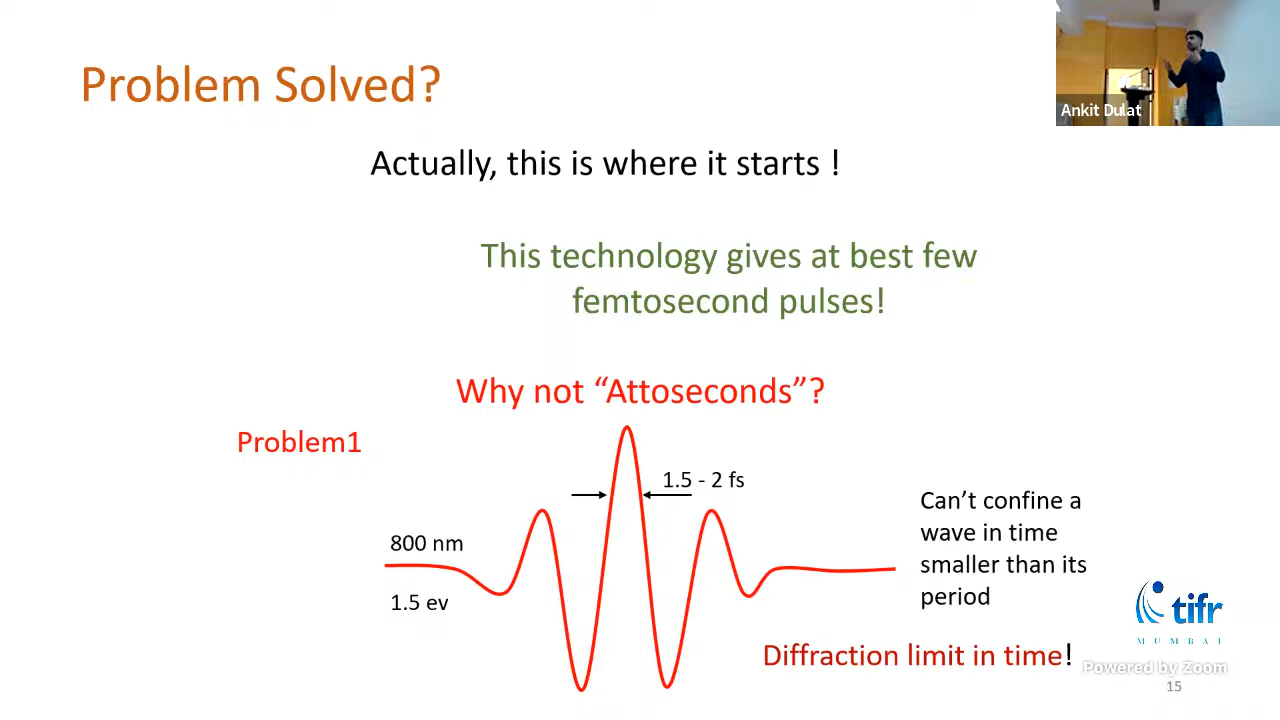 Problem Solved?
Ankit Dulat
Actually, this is where it starts !
This technology gives at best few
femtosecond pulses!
Why not “Attoseconds”?
Problem1
1.5 - 2 fs
800 nm
1.5 ev
Can’t confine a
wave in time
smaller than its
period
tifr
MUMBAI
Diffraction limit in time!
Powered by Zoom
15